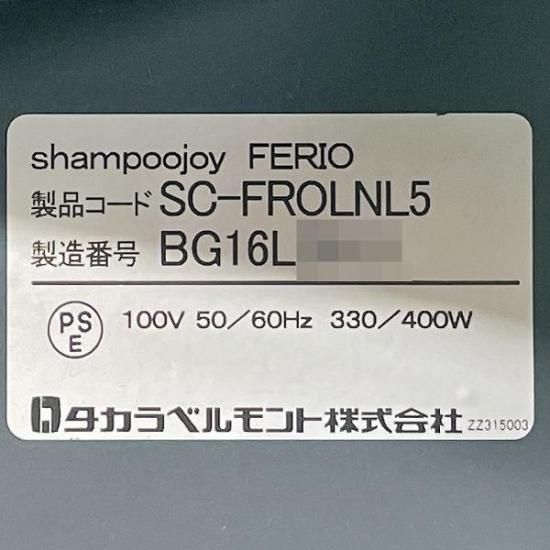 shampoojoy FERIO
製品コード SC-FROLNL5
製造番号 BG16L
PSE 100V 50/60Hz 330/400W
タカラベルモント株式会社 ZZ315003